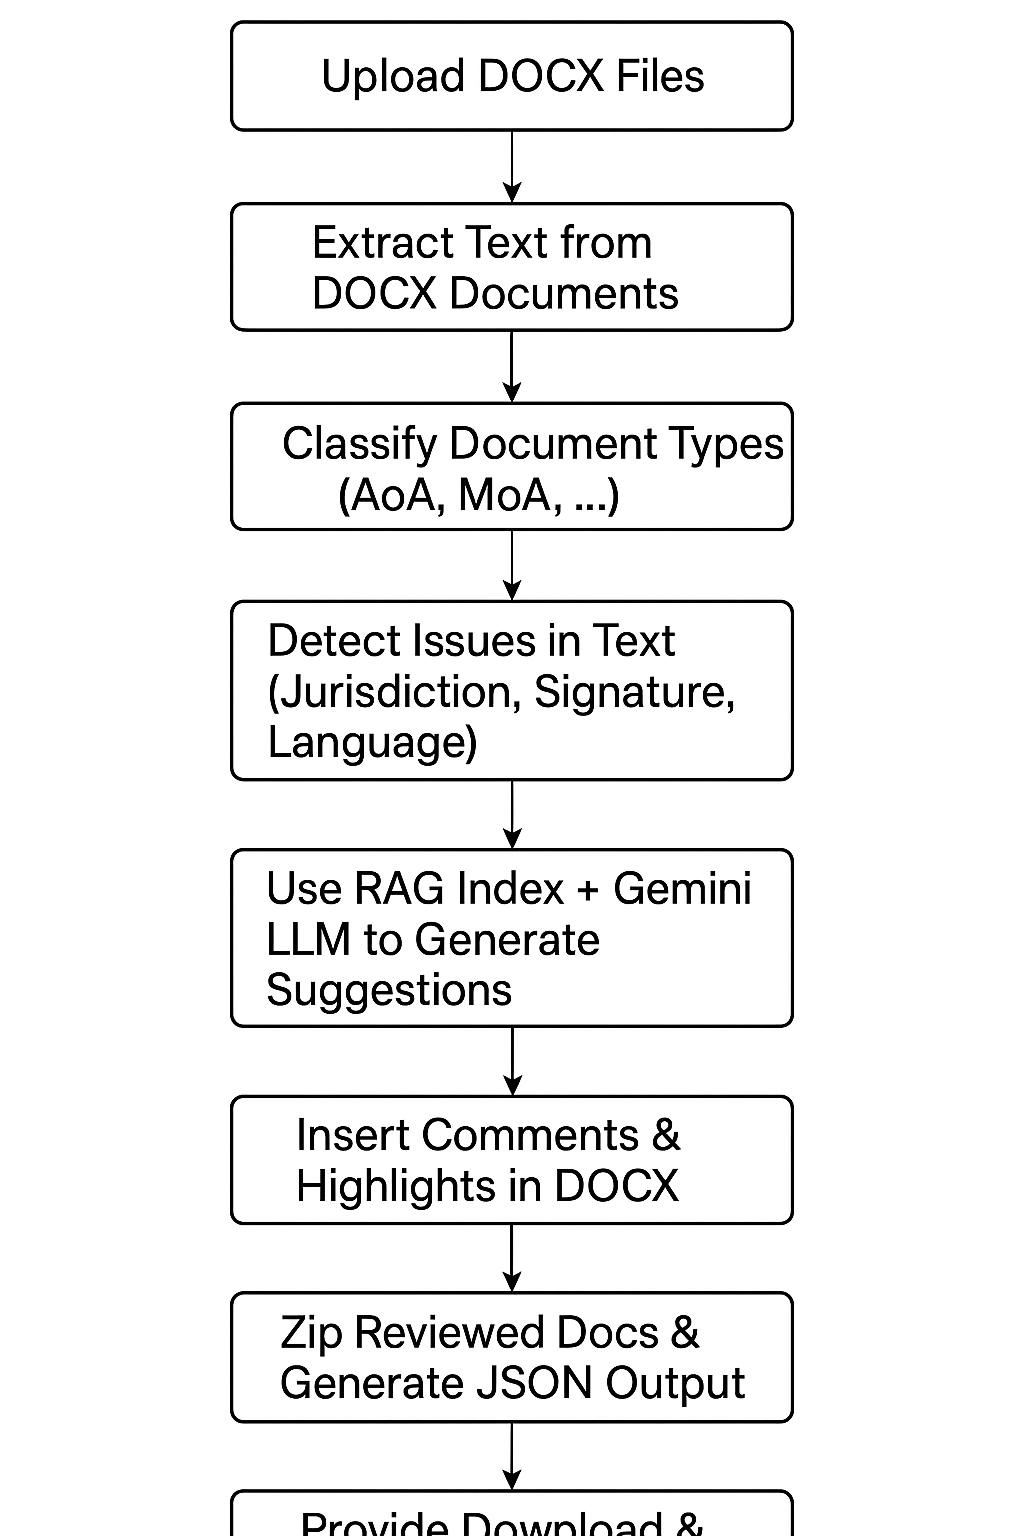 Upload DOCX Files
Extract Text from
DOCX Documents
Classify Document Types
(AoA, MoA, ...)
Detect Issues in Text
(Jurisdiction, Signature,
Language)
Use RAG Index + Gemini
LLM to Generate
Suggestions
Insert Comments &
Highlights in DOCX
Zip Reviewed Docs &
Generate JSON Output
Provide Download &